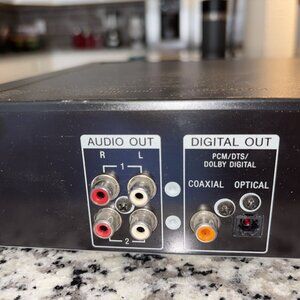 AUDIO OUT
R L
1
2
DIGITAL OUT
PCM/DTS/
DOLBY DIGITAL
COAXIAL OPTICAL